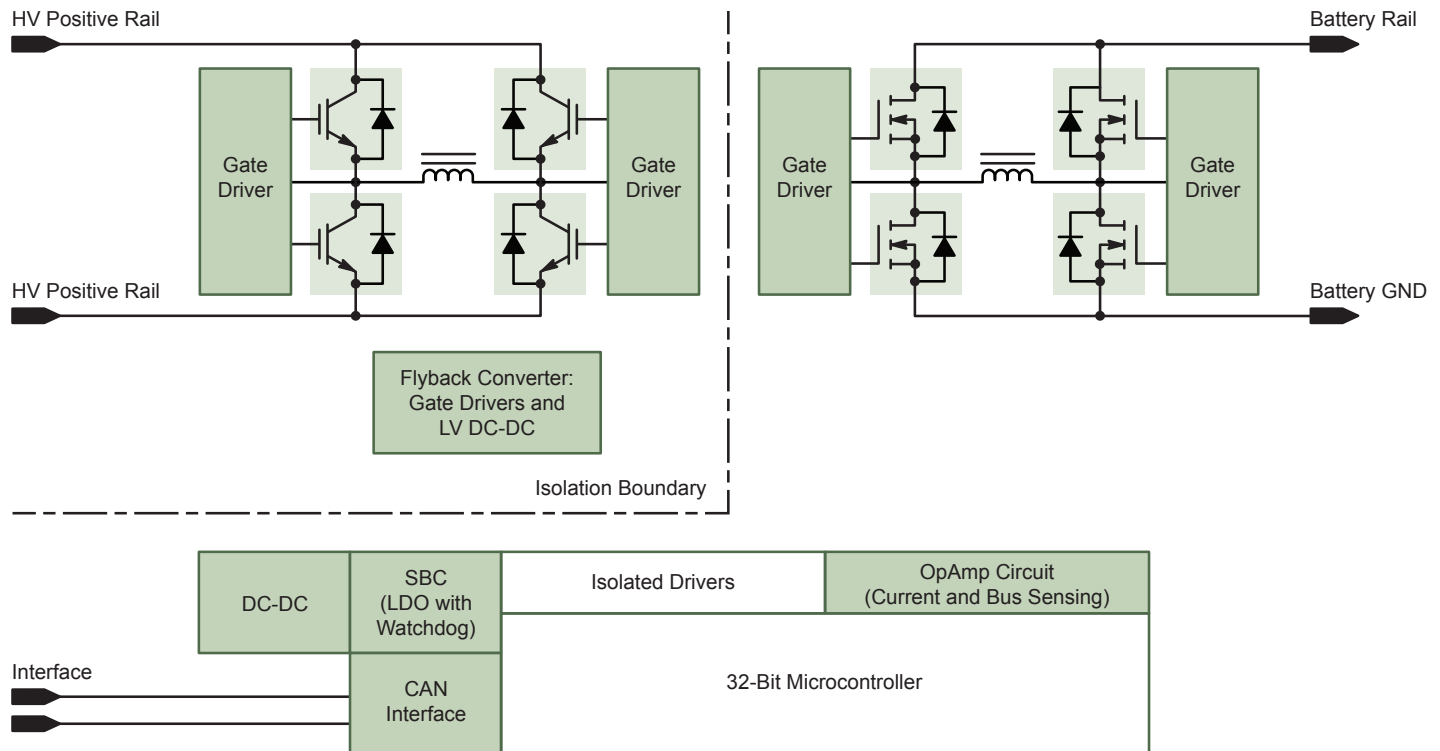 HV Positive Rail
Battery Rail
Gate
Driver
Gate
Driver
Gate
Driver
Gate
Driver
HV Positive Rail
Battery GND
Flyback Converter:
Gate Drivers and
LV DC-DC
Isolation Boundary
DC-DC
SBC
(LDO with
Watchdog)
Isolated Drivers
OpAmp Circuit
(Current and Bus Sensing)
Interface
CAN
Interface
32-Bit Microcontroller